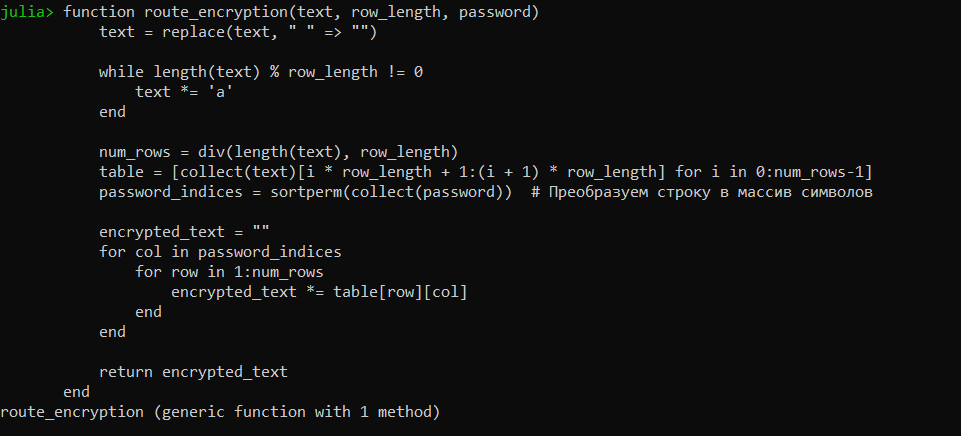 julia> function route_encryption(text, row_length, password)
text = replace(text, " " => "")
while length(text) % row_length != 0
text *= 'a'
end
num_rows = div(length(text), row_length)
table = [collect(text)[i * row_length + 1:(i + 1) * row_length] for i in 0:num_rows-1]
password_indices = sortperm(collect(password))  # Преобразуем строку в массив символов
encrypted_text = ""
for col in password_indices
for row in 1:num_rows
encrypted_text *= table[row][col]
end
end
return encrypted_text
end
route_encryption (generic function with 1 method)